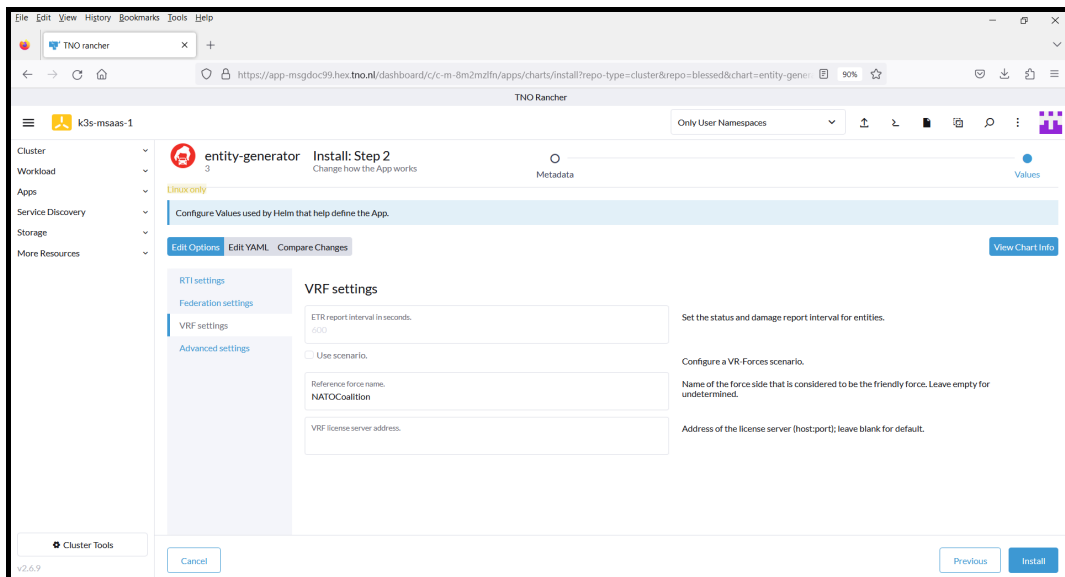 File Edit View History Bookmarks Tools Help
TNO rancher
https://app-msgdoc99.hex.tno.nl/dashboard/c/c-m-8m2mzlfn/apps/charts/install?repo-type=cluster&repo=blessed&chart=entity-gener
90%
TNO Rancher
k3s-msaas-1
Only User Namespaces
Cluster
Workload
Apps
Service Discovery
Storage
More Resources
entity-generator
3
Install: Step 2
Change how the App works
Metadata
Values
Linux only
Configure Values used by Helm that help define the App.
Edit Options Edit YAML Compare Changes
View Chart Info
RTI settings
Federation settings
VRF settings
Advanced settings
VRF settings
ETR report interval in seconds.
600
Set the status and damage report interval for entities.
Use scenario.
Configure a VR-Forces scenario.
Reference force name.
NATOCoalition
Name of the force side that is considered to be the friendly force. Leave empty for
undetermined.
VRF license server address.
Address of the license server (host:port); leave blank for default.
Cluster Tools
v2.6.9
Cancel
Previous
Install